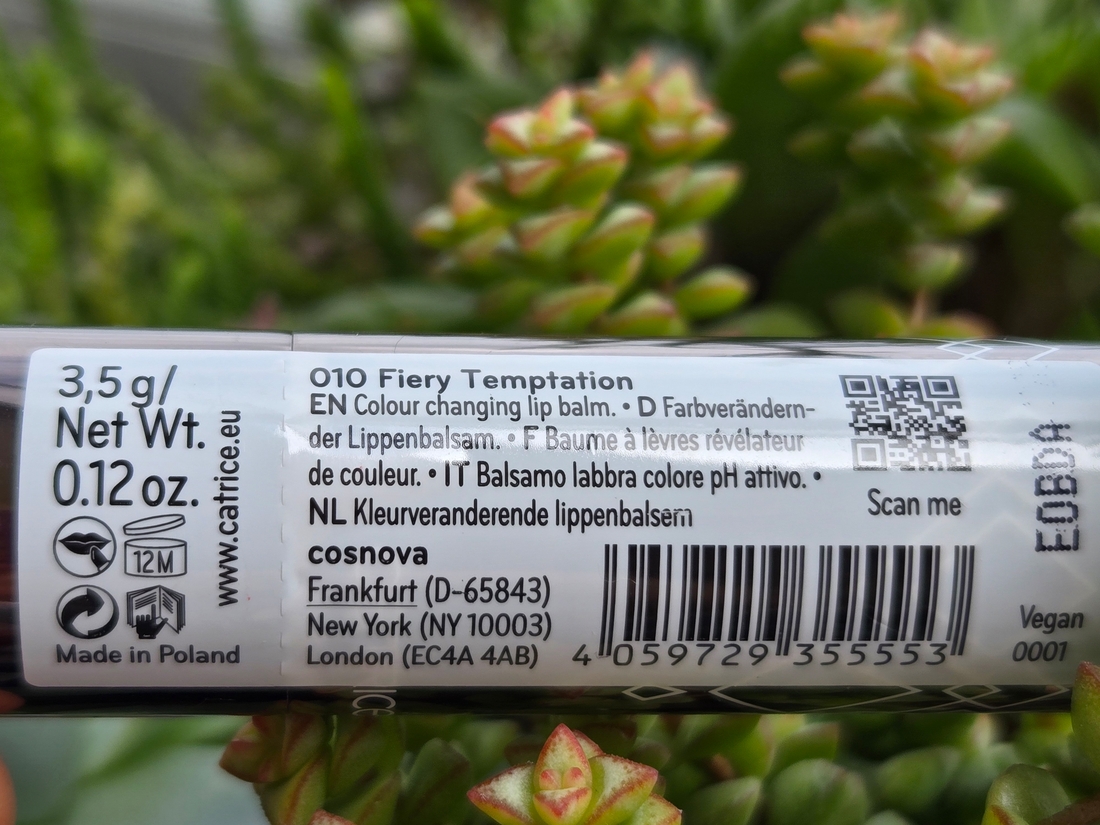 3,5 g/
Net Wt.
0.12 oz.
12M
Made in Poland
www.catrice.eu
010 Fiery Temptation
EN Colour changing lip balm. • D Farbverändern-
der Lippenbalsam. • F Baume à lèvres révélateur
de couleur. • IT Balsamo labbra colore pH attivo. •
NL Kleurveranderende lippenbalsem
cosnova
Frankfurt (D-65843)
New York (NY 10003)
London (EC4A 4AB)
4 059729 355553
Scan me
EOBDA
Vegan
0001